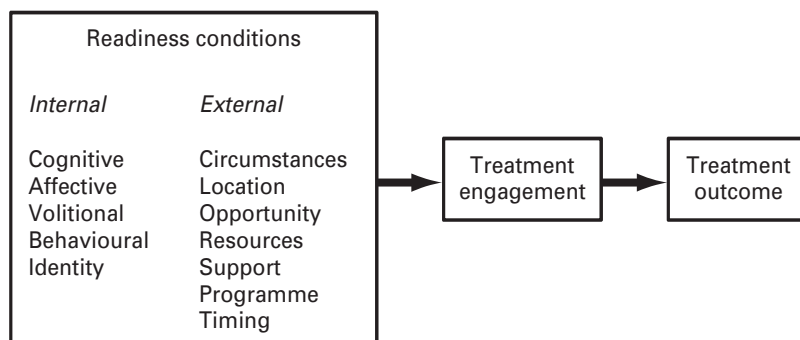 Readiness conditions
Internal
External
Cognitive
Affective
Volitional
Behavioural
Identity
Circumstances
Location
Opportunity
Resources
Support
Programme
Timing
Treatment
engagement
Treatment
outcome